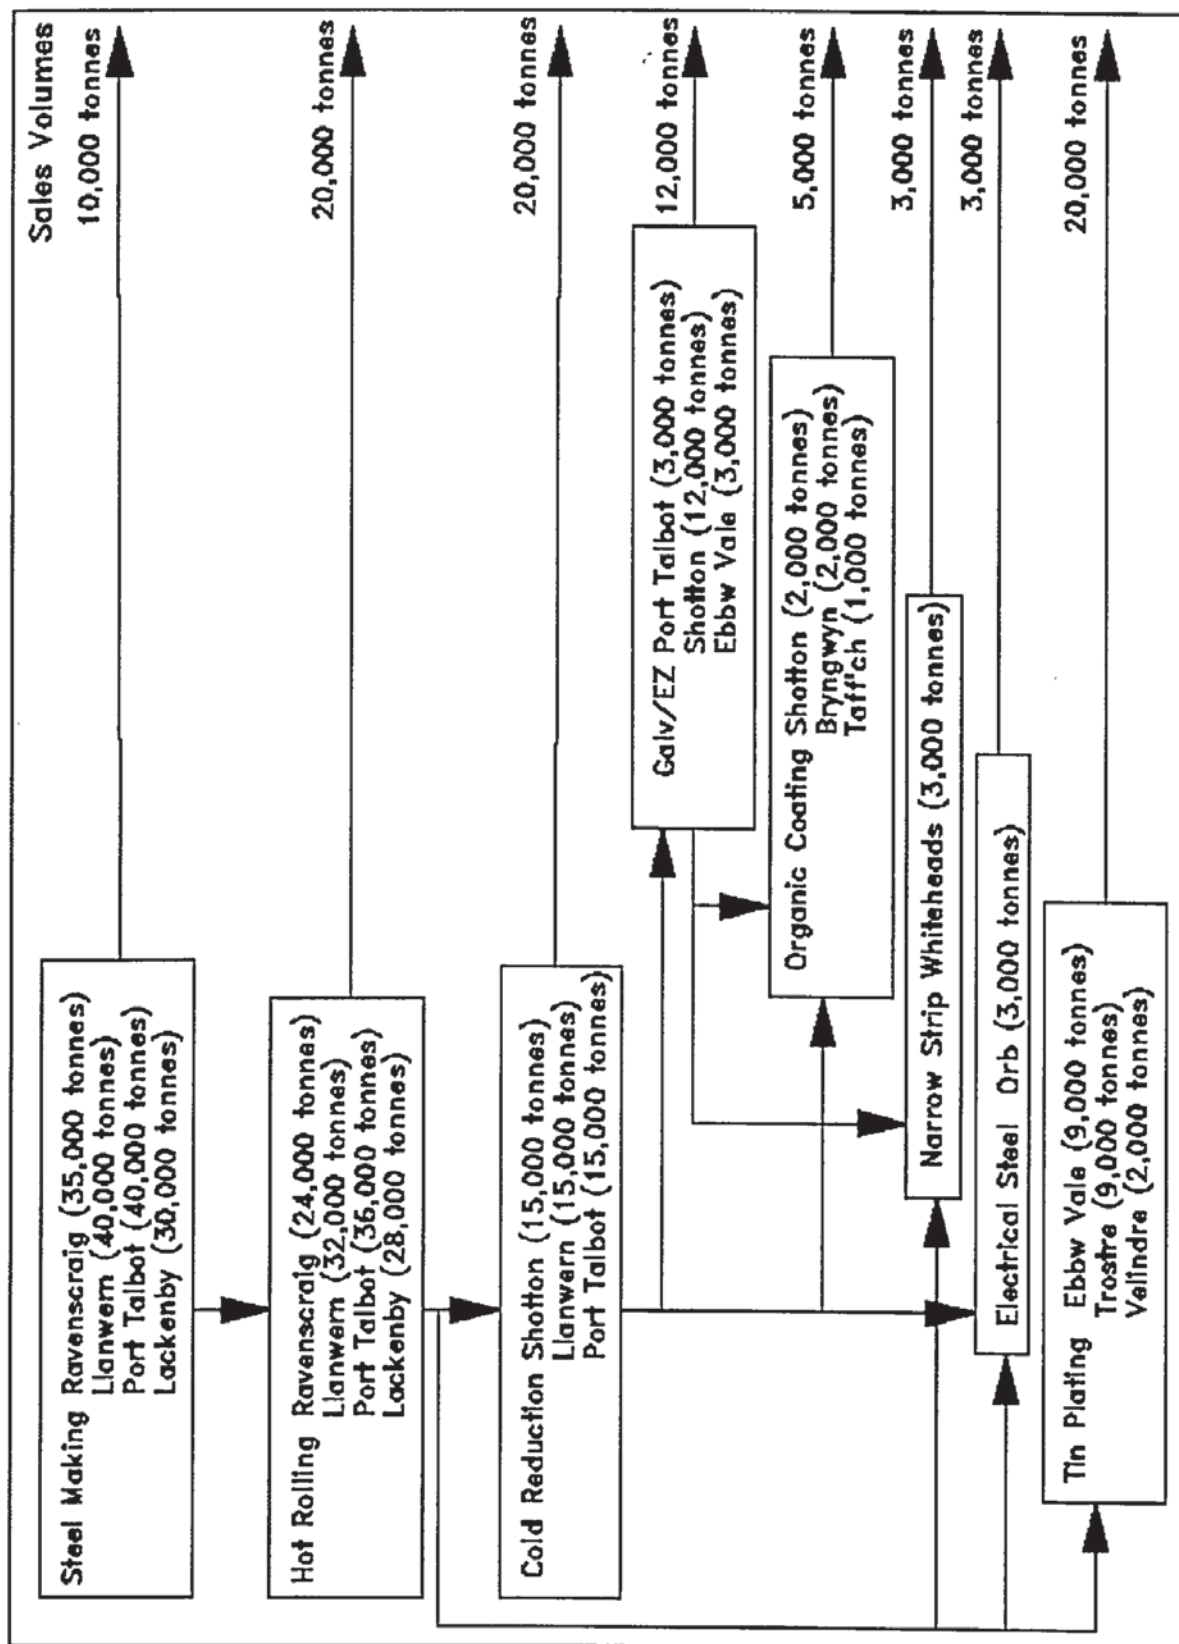 Sales Volumes
Steel Making Ravenscraig (35,000 tonnes)
Llanwern (40,000 tonnes)
Port Talbot (40,000 tonnes)
Lackenby (30,000 tonnes)
10,000 tonnes
Hot Rolling Ravenscraig (24,000 tonnes)
Llanwern (32,000 tonnes)
Port Talbot (36,000 tonnes)
Lackenby (28,000 tonnes)
20,000 tonnes
Cold Reduction Shotton (15,000 tonnes)
Llanwern (15,000 tonnes)
Port Talbot (15,000 tonnes)
20,000 tonnes
Galv/EZ Port Talbot (3,000 tonnes)
Shotton (12,000 tonnes)
Ebbw Vale (3,000 tonnes)
12,000 tonnes
Organic Coating Shotton (2,000 tonnes)
Bryngwyn (2,000 tonnes)
Taff'ch (1,000 tonnes)
5,000 tonnes
Narrow Strip Whiteheads (3,000 tonnes)
3,000 tonnes
Electrical Steel Orb (3,000 tonnes)
3,000 tonnes
Tin Plating Ebbw Vale (9,000 tonnes)
Trostre (9,000 tonnes)
Velindre (2,000 tonnes)
20,000 tonnes